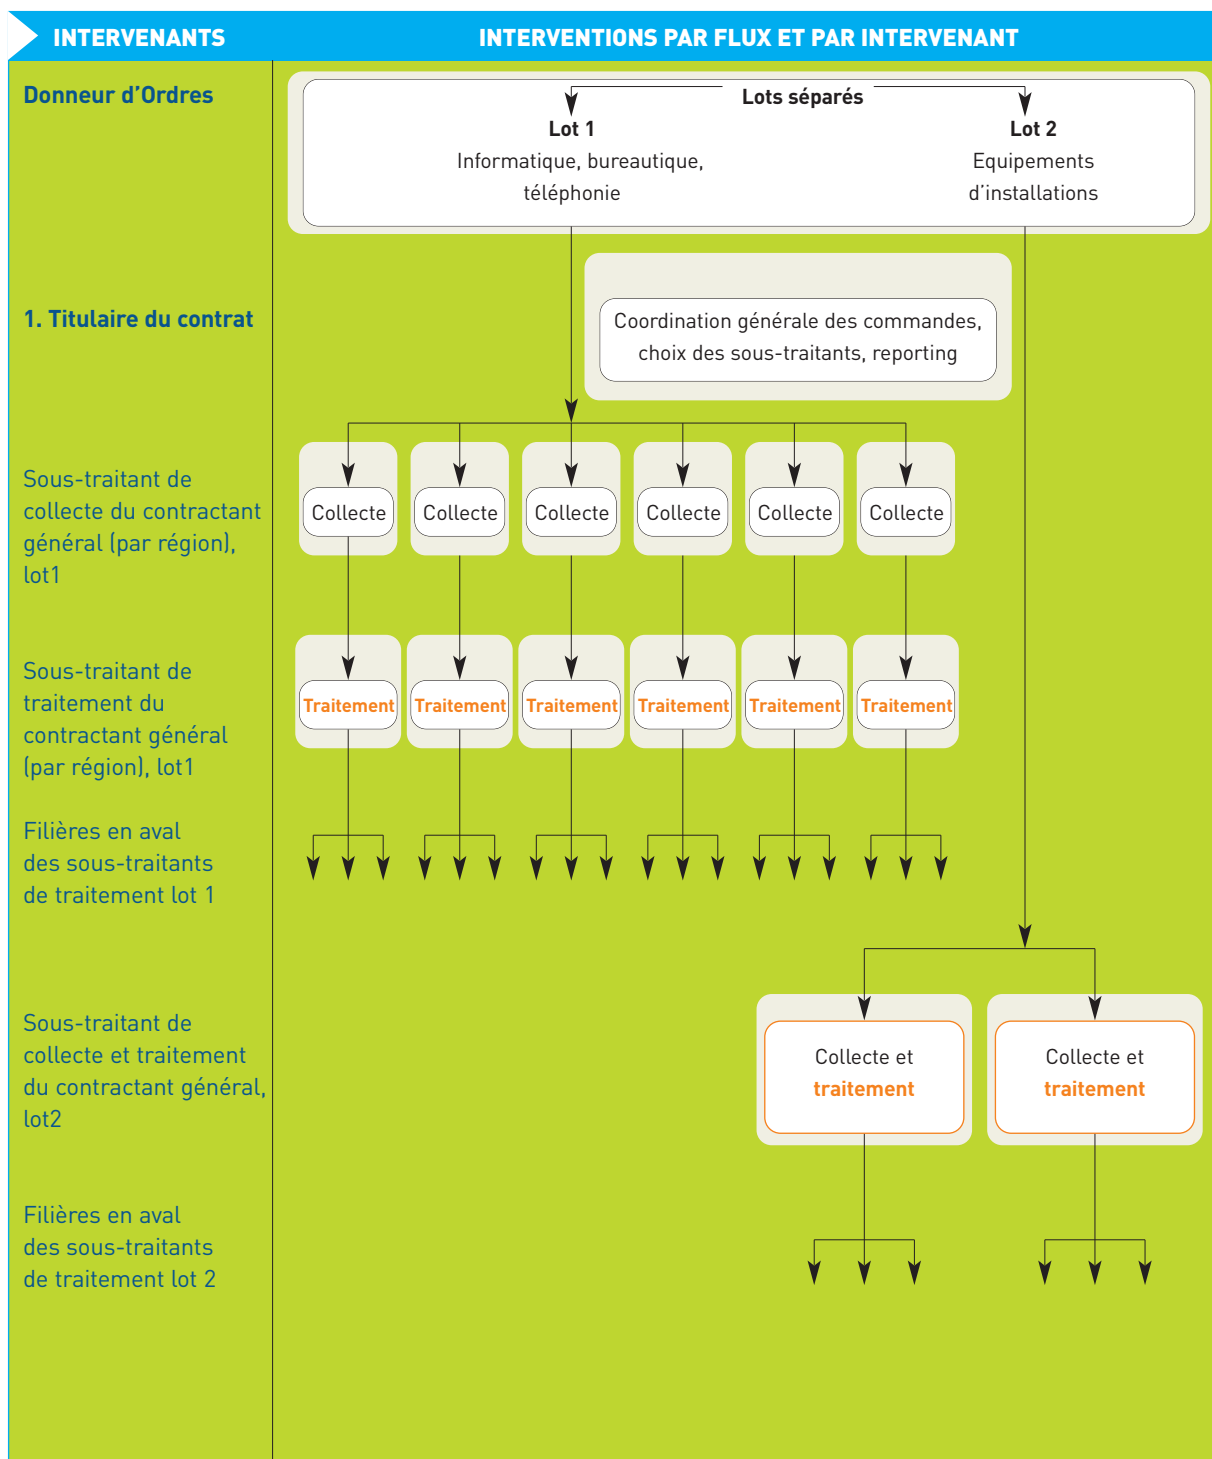 INTERVENANTS
INTERVENTIONS PAR FLUX ET PAR INTERVENANT
Donneur d'Ordres
Lots séparés
Lot 1
Lot 2
Informatique, bureautique,
téléphonie
Equipements
d'installations
1. Titulaire du contrat
Coordination générale des commandes,
choix des sous-traitants, reporting
Sous-traitant de
collecte du contractant
général (par région),
lot1
Collecte
Collecte
Collecte
Collecte
Collecte
Collecte
Sous-traitant de
traitement du
contractant général
(par région), lot1
Traitement
Traitement
Traitement
Traitement
Traitement
Traitement
Filières en aval
des sous-traitants
de traitement lot 1
Sous-traitant de
collecte et traitement
du contractant général,
lot2
Collecte et
traitement
Collecte et
traitement
Filières en aval
des sous-traitants
de traitement lot 2